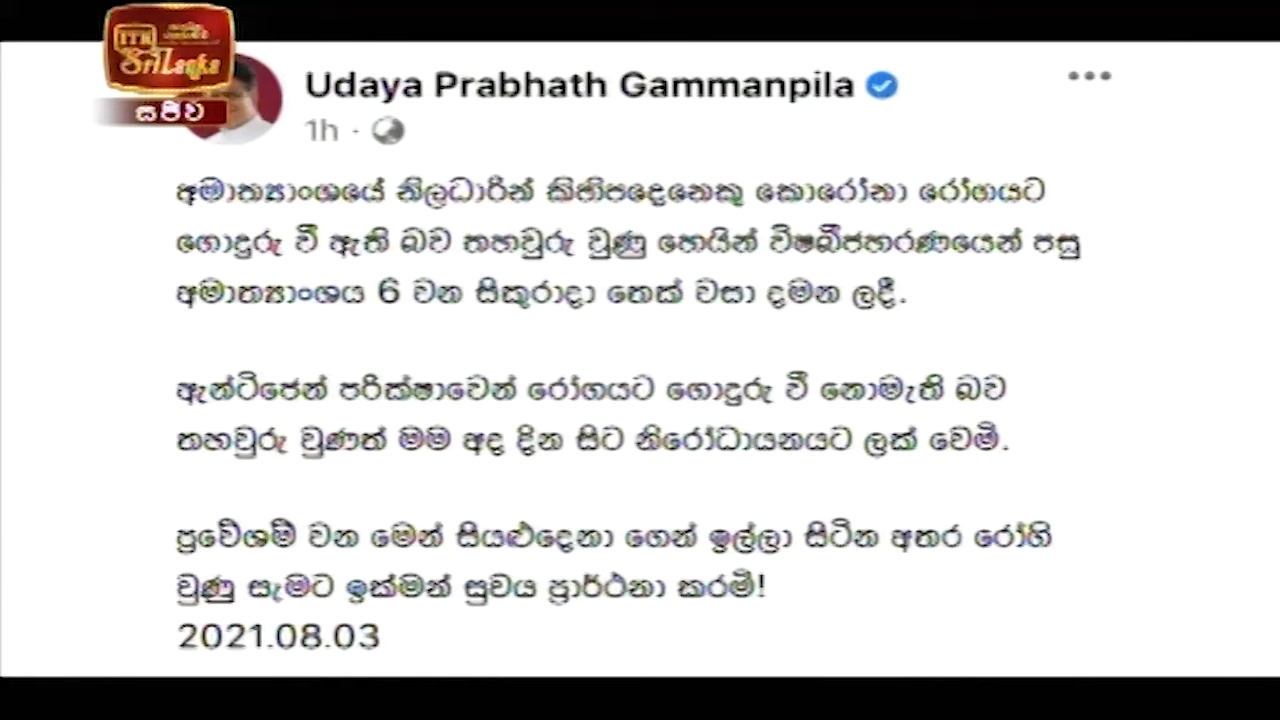 ITN
Sri Lanka
සජීව
Udaya Prabhath Gammanpila
1h ·
අමාත්‍යාංශයේ නිලධාරින් කිහිපදෙනෙකු කොරෝනා රෝගයට
ගොදුරු වී ඇති බව තහවුරු වුණු හෙයින් විෂබීජහරණයෙන් පසු
අමාත්‍යාංශය 6 වන සිකුරාදා තෙක් වසා දමන ලදී.
ඇන්ටිජෙන් පරික්ෂාවෙන් රෝගයට ගොදුරු වී නොමැති බව
තහවුරු වුණත් මම අද දින සිට නිරෝධායනයට ලක් වෙමි.
ප්‍රවේශම් වන මෙන් සියළුදෙනා ගෙන් ඉල්ලා සිටින අතර රෝහි
වුණු සැමට ඉක්මන් සුවය ප්‍රාර්ථනා කරමි!
2021.08.03